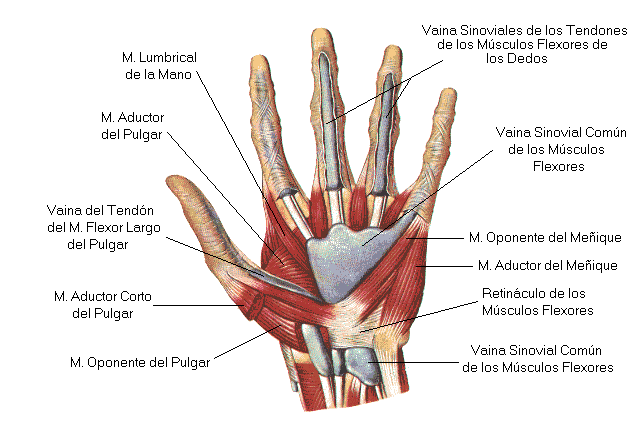 Vaina Sinoviales de los Tendones
de los Músculos Flexores de
los Dedos
M. Lumbrical
de la Mano
M. Aductor
del Pulgar
Vaina Sinovial Común
de los Músculos
Flexores
Vaina del Tendón
del M. Flexor Largo
del Pulgar
M. Oponente del Meñique
M. Aductor del Meñique
M. Aductor Corto
del Pulgar
Retináculo de los
Músculos Flexores
M. Oponente del Pulgar
Vaina Sinovial Común
de los Músculos Flexores